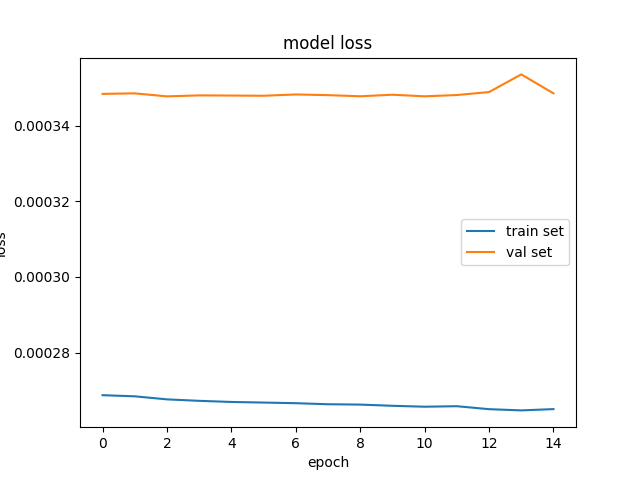 model loss
0.00034
0.00032
0.00030
0.00028
loss
train set
val set
0 2 4 6 8 10 12 14
epoch